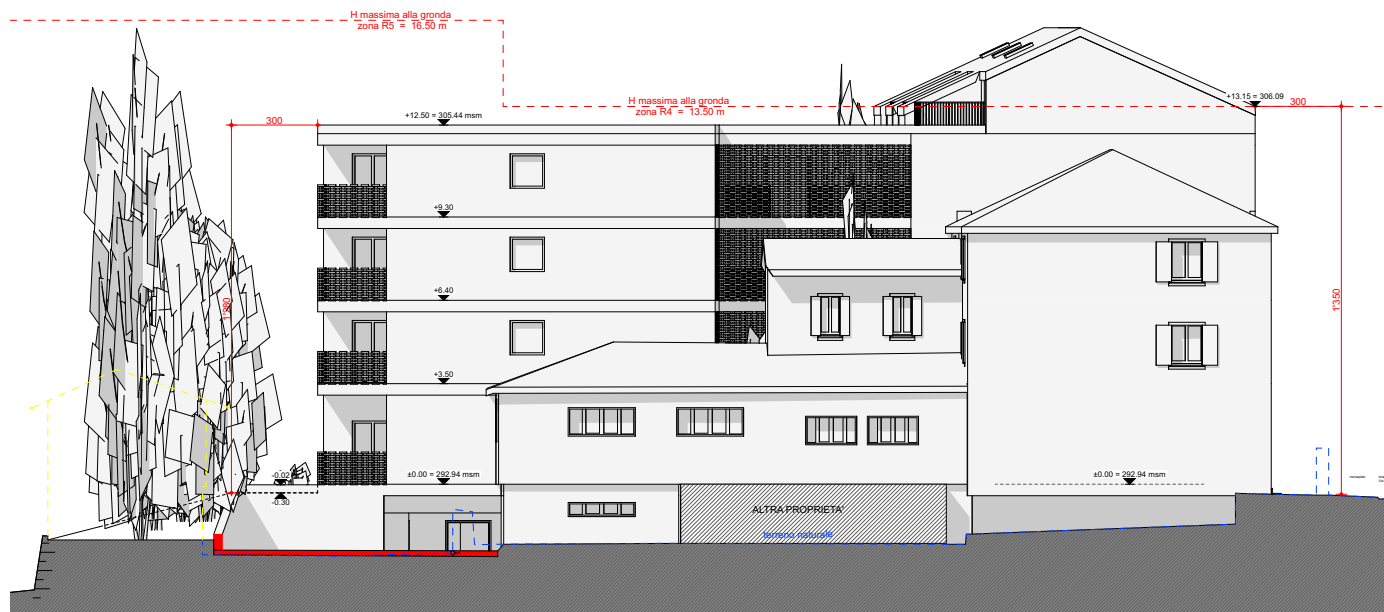 H massima alla gronda
zona R5 = 16.50 m
H massima alla gronda
zona R4 = 13.50 m
+13.15 = 306.09
300
300
+12.50 = 305.44 msm
+9.30
+6.40
1'280
1'350
+3.50
-0.02
±0.00 = 292.94 msm
±0.00 = 292.94 msm
-0.30
ALTRA PROPRIETA'
terreno naturale